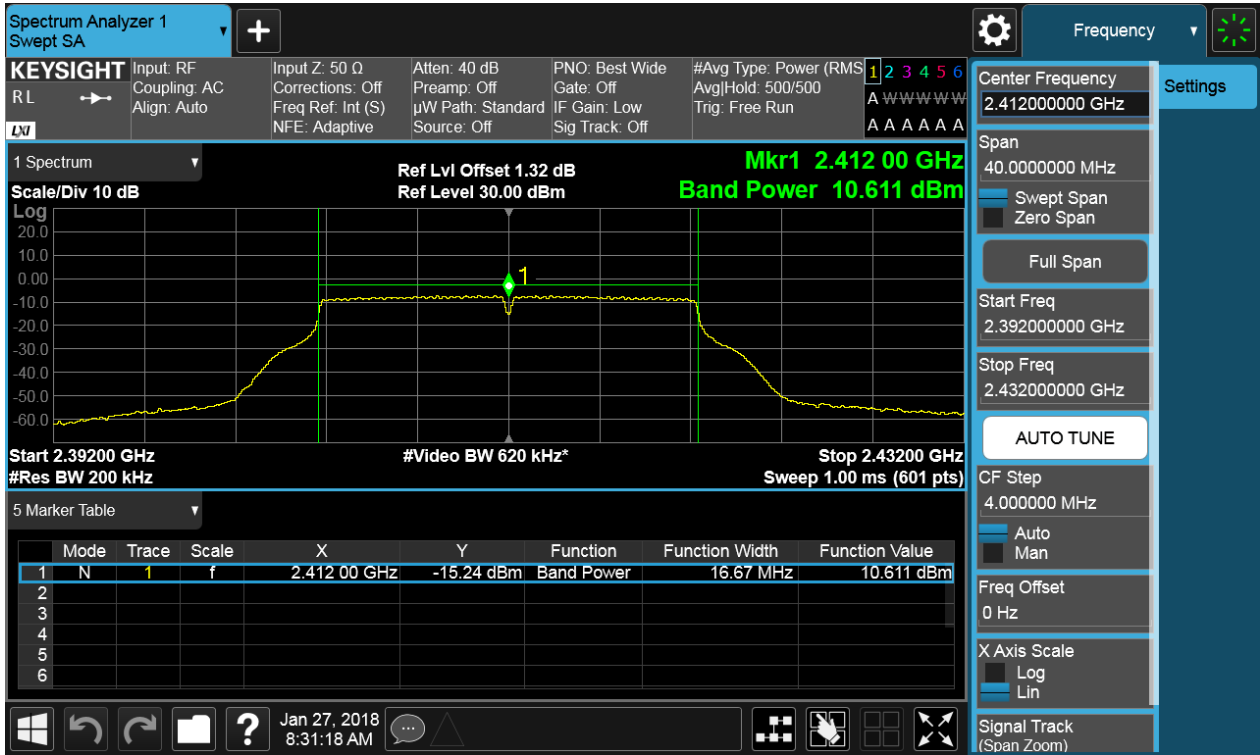 Spectrum Analyzer 1
Swept SA
Frequency
KEYSIGHT
R L
LXI
Input: RF
Coupling: AC
Align: Auto
Input Z: 50 Ω
Corrections: Off
Freq Ref: Int (S)
NFE: Adaptive
Atten: 40 dB
Preamp: Off
µW Path: Standard
Source: Off
PNO: Best Wide
Gate: Off
IF Gain: Low
Sig Track: Off
#Avg Type: Power (RMS
Avg|Hold: 500/500
Trig: Free Run
1 2 3 4 5 6
A W W W W W
A A A A A A
1 Spectrum
Scale/Div 10 dB
Log
Ref Lvl Offset 1.32 dB
Ref Level 30.00 dBm
Mkr1 2.412 00 GHz
Band Power 10.611 dBm
20.0
10.0
0.00
-10.0
-20.0
-30.0
-40.0
-50.0
-60.0
1
Start 2.39200 GHz
#Res BW 200 kHz
#Video BW 620 kHz*
Stop 2.43200 GHz
Sweep 1.00 ms (601 pts)
5 Marker Table
Mode Trace Scale X Y Function Function Width Function Value
1 N 1 f 2.412 00 GHz -15.24 dBm Band Power 16.67 MHz 10.611 dBm
2
3
4
5
6
Jan 27, 2018
8:31:18 AM
Center Frequency
2.412000000 GHz
Settings
Span
40.0000000 MHz
Swept Span
Zero Span
Full Span
Start Freq
2.392000000 GHz
Stop Freq
2.432000000 GHz
AUTO TUNE
CF Step
4.000000 MHz
Auto
Man
Freq Offset
0 Hz
X Axis Scale
Log
Lin
Signal Track
(Span Zoom)